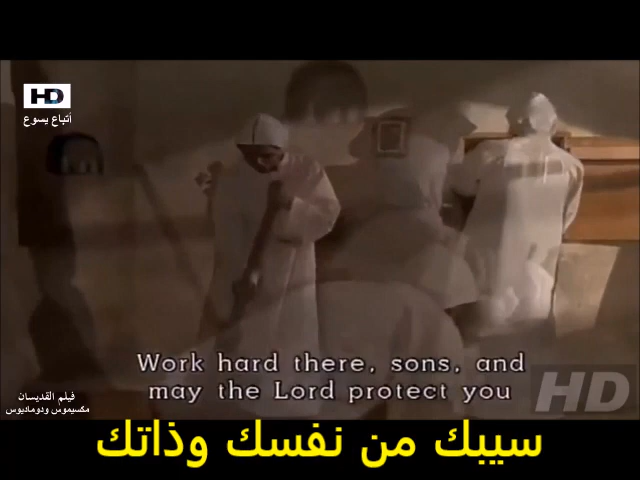 HD
أتباع يسوع
Work hard there, sons, and
may the Lord protect you
HD
فيلم القديسان
مكسيموس ودوماديوس
سيبك من نفسك وذاتك